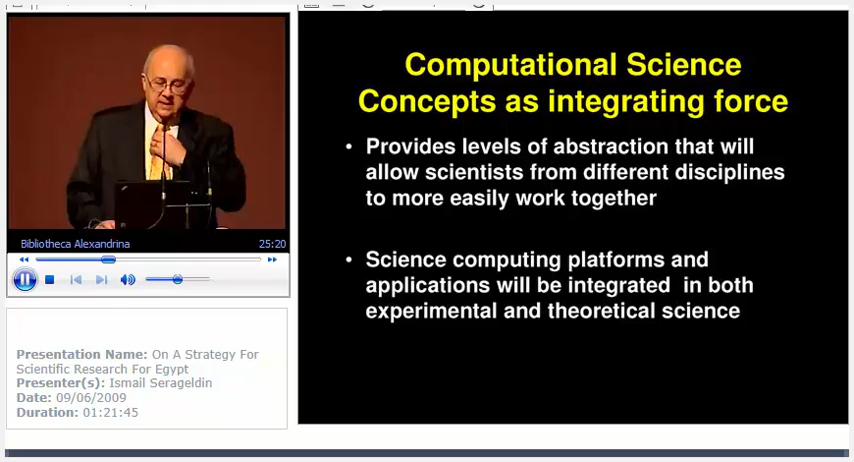 Computational Science
Concepts as integrating force
• Provides levels of abstraction that will
allow scientists from different disciplines
to more easily work together
• Science computing platforms and
applications will be integrated in both
experimental and theoretical science
Bibliotheca Alexandrina 25:20
Presentation Name: On A Strategy For
Scientific Research For Egypt
Presenter(s): Ismail Serageldin
Date: 09/06/2009
Duration: 01:21:45